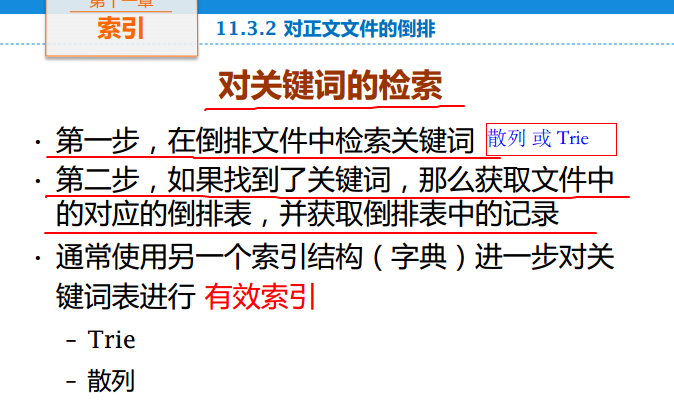 第十一章
索引
11.3.2 对正文文件的倒排
对关键词的检索
· 第一步，在倒排文件中检索关键词
散列 或 Trie
· 第二步，如果找到了关键词，那么获取文件中
的对应的倒排表，并获取倒排表中的记录
· 通常使用另一个索引结构（字典）进一步对关
键词表进行 有效索引
– Trie
– 散列